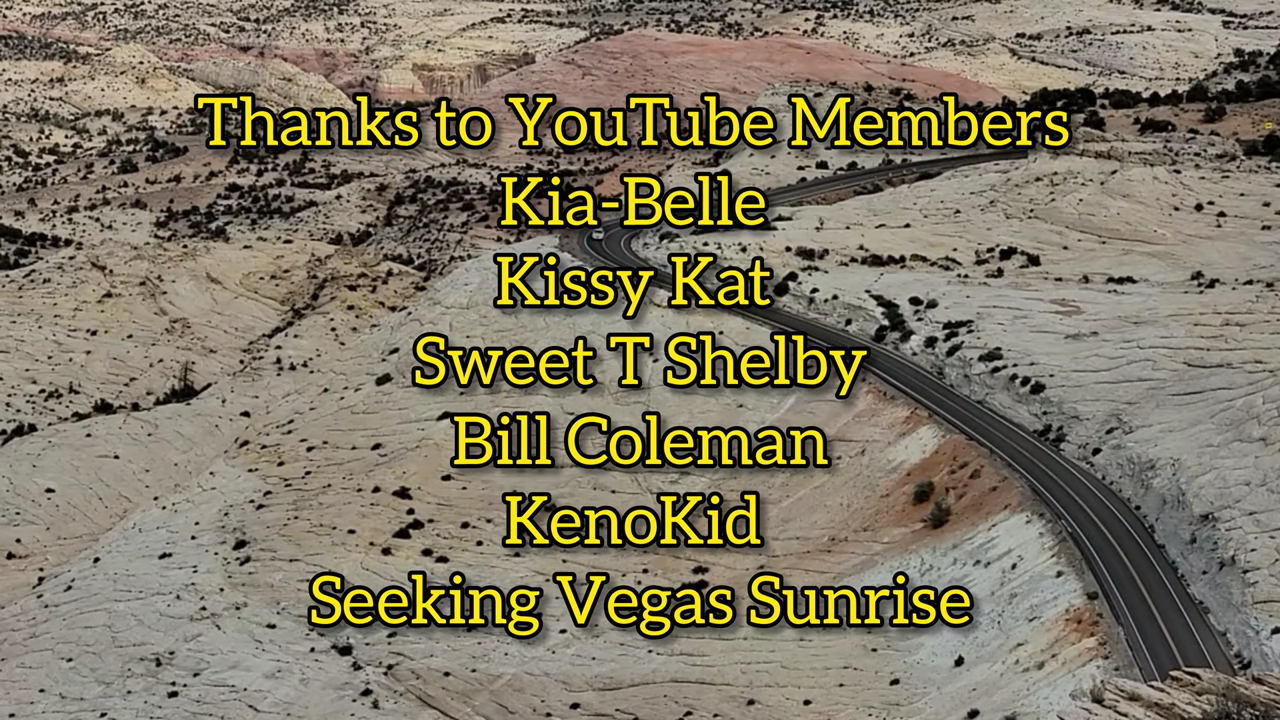 Thanks to YouTube Members
Kia-Belle
Kissy Kat
Sweet T Shelby
Bill Coleman
KenoKid
Seeking Vegas Sunrise